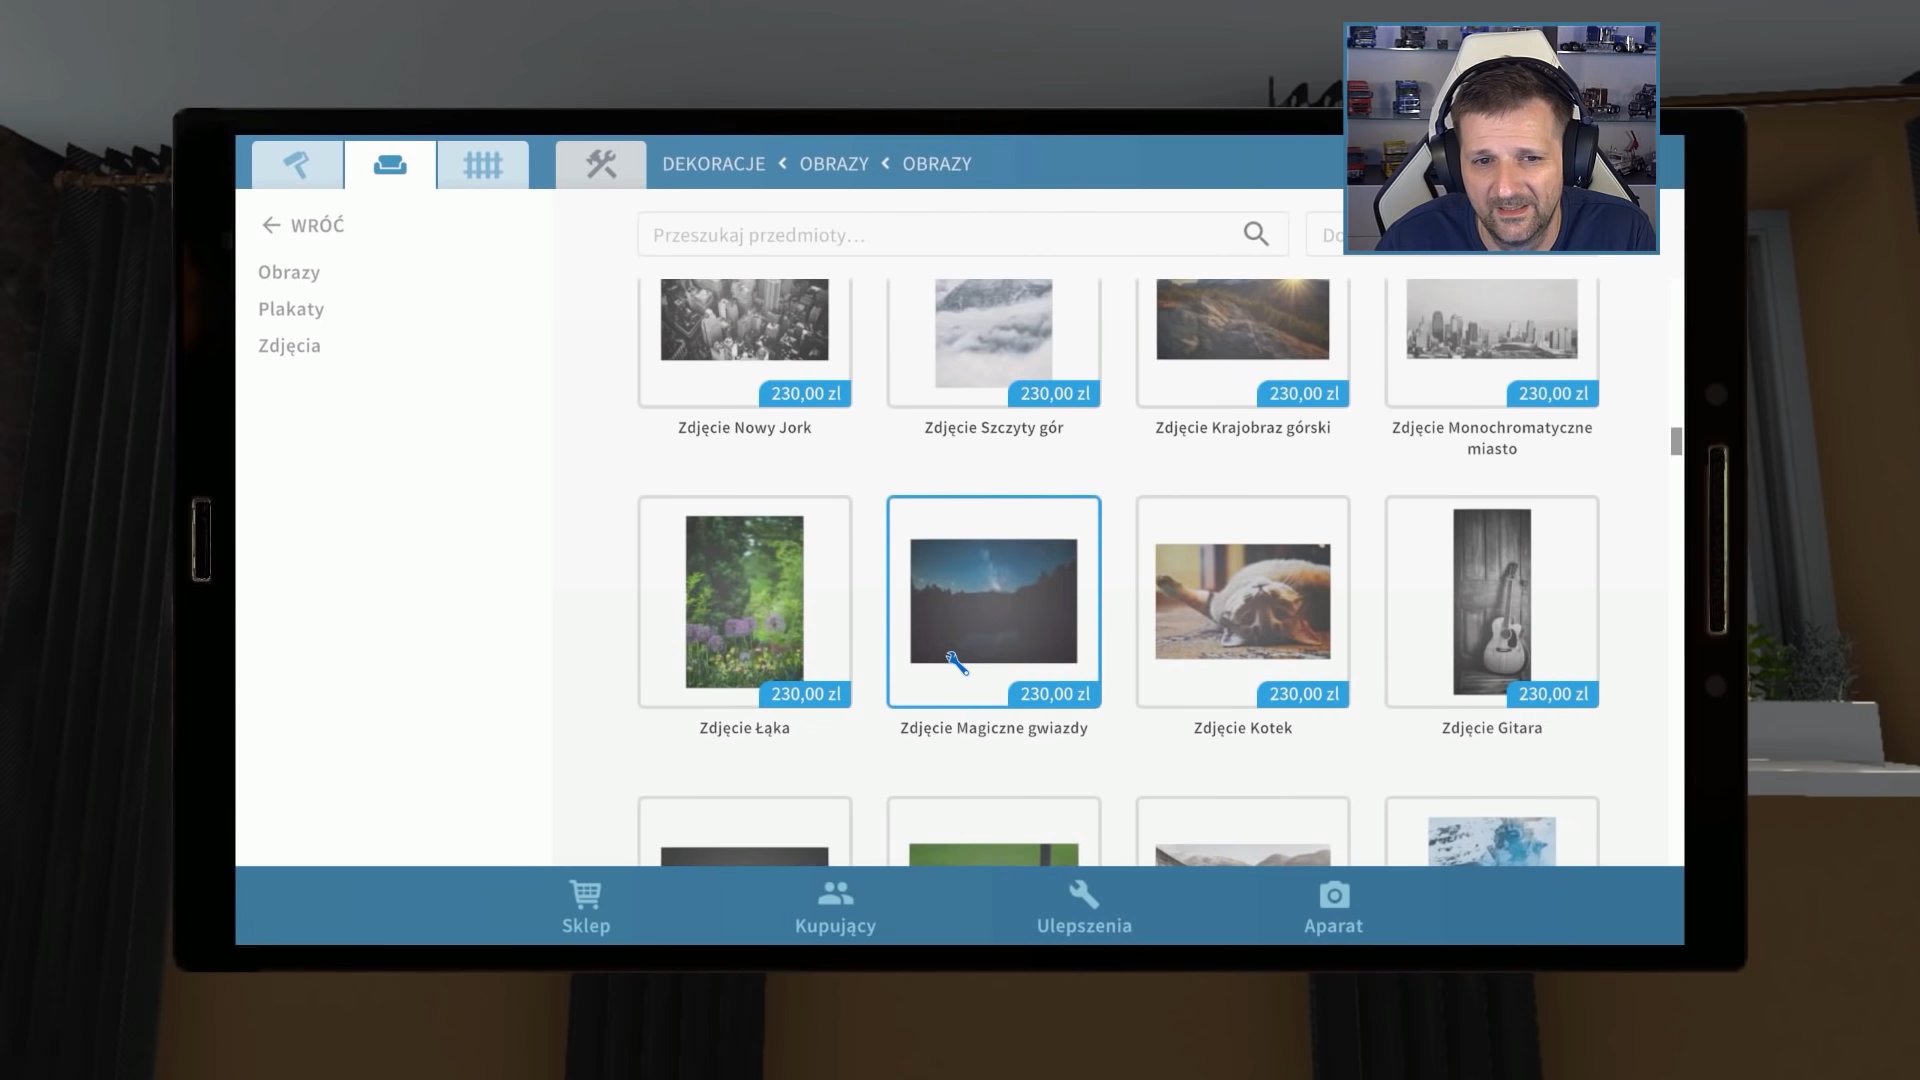 DEKORACJE < OBRAZY < OBRAZY
WRÓĆ
Obrazy
Plakaty
Zdjęcia
Przeszukaj przedmioty...
230,00 zl
230,00 zl
230,00 zl
230,00 zl
Zdjęcie Nowy Jork
Zdjęcie Szczyty gór
Zdjęcie Krajobraz górski
Zdjęcie Monochromatyczne
miasto
230,00 zl
230,00 zl
230,00 zl
230,00 zl
Zdjęcie Łąka
Zdjęcie Magiczne gwiazdy
Zdjęcie Kotek
Zdjęcie Gitara
Sklep
Kupujący
Ulepszenia
Aparat